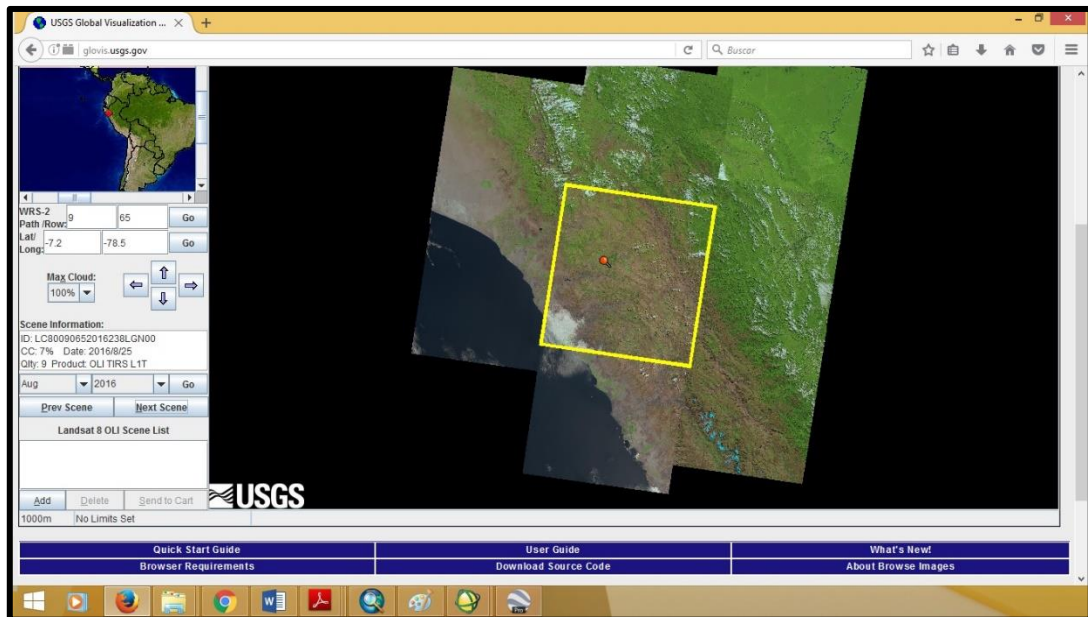 USGS Global Visualization ...
glovis.usgs.gov
Buscar
WRS-2
Path /Row: 9 65 Go
Lat/
Long: -7.2 -78.5 Go
Max Cloud:
100%
Scene Information:
ID: LC80090652016238LGN00
CC: 7% Date: 2016/8/25
Qlty: 9 Product: OLI TIRS L1T
Aug 2016 Go
Prev Scene Next Scene
Landsat 8 OLI Scene List
Add Delete Send to Cart
USGS
1000m No Limits Set
Quick Start Guide User Guide What's New!
Browser Requirements Download Source Code About Browse Images